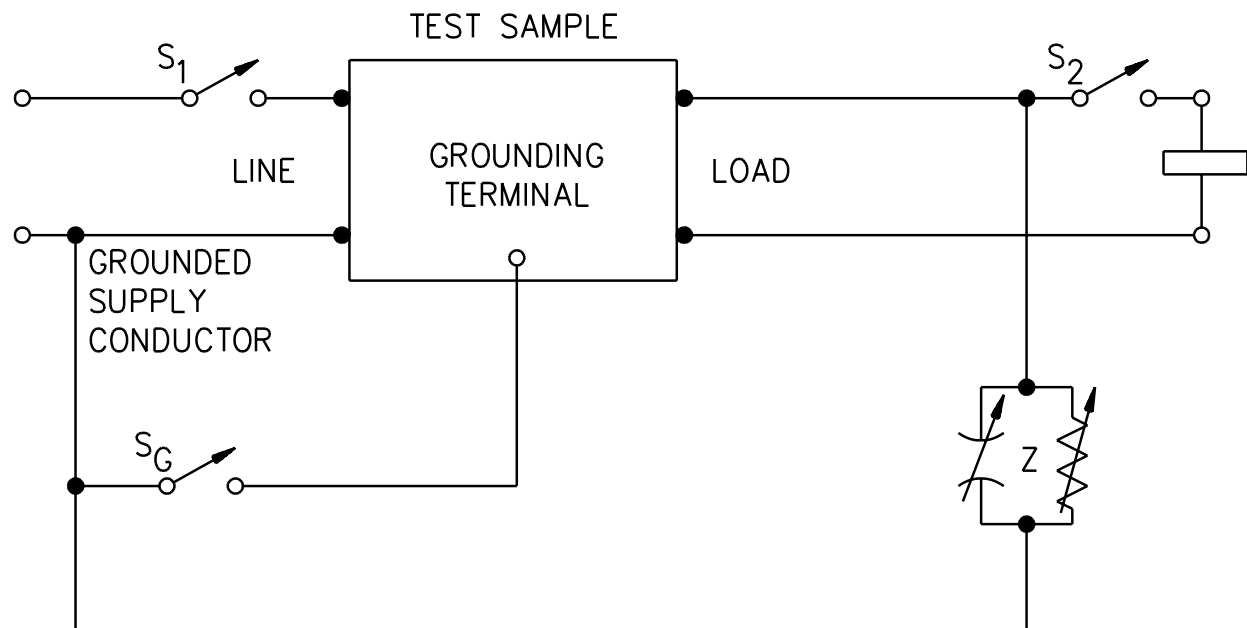 TEST SAMPLE
S1
S2
LINE
GROUNDING
TERMINAL
LOAD
GROUNDED
SUPPLY
CONDUCTOR
SG
Z